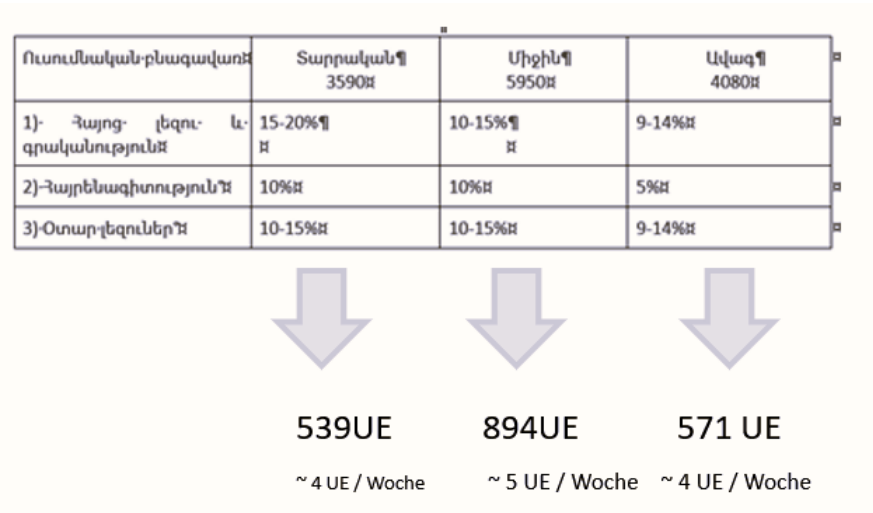 Ուսումնական·բնագավառ¤ Տարրական¶ Միջին¶ Ավագ¶
3590¤ 5950¤ 4080¤
1)· Հայոց· լեզու· և· 15-20%¶ 10-15%¶ 9-14%¤
գրականություն¤ ¤ ¤
2)·Հայրենագիտություն¤ 10%¤ 10%¤ 5%¤
3)·Օտար·լեզուներ¤ 10-15%¤ 10-15%¤ 9-14%¤
539UE 894UE 571 UE
~ 4 UE / Woche ~ 5 UE / Woche ~ 4 UE / Woche